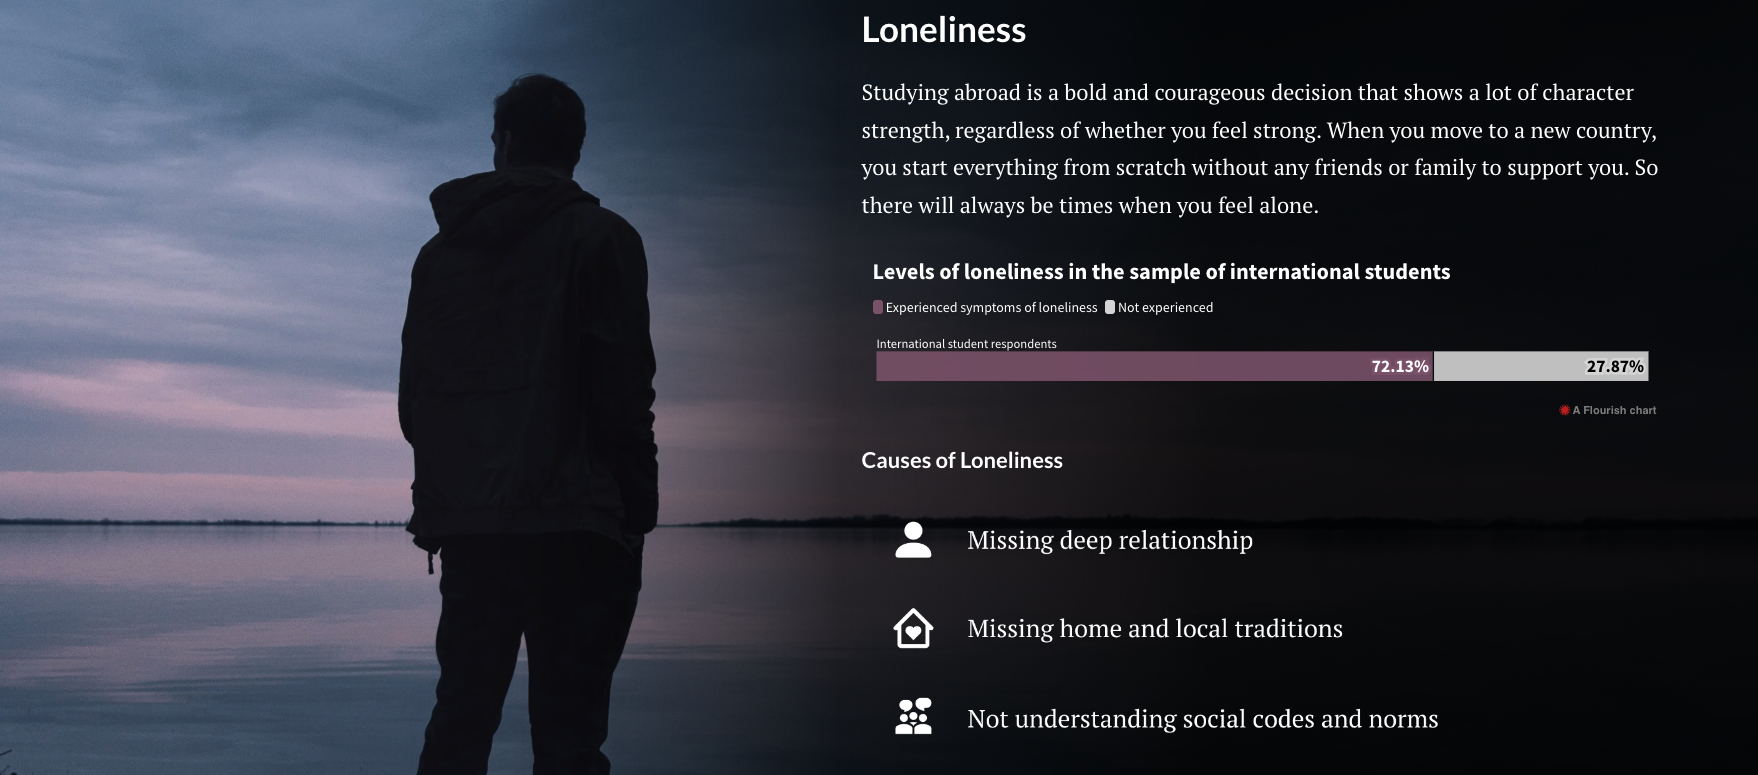 Loneliness
Studying abroad is a bold and courageous decision that shows a lot of character
strength, regardless of whether you feel strong. When you move to a new country,
you start everything from scratch without any friends or family to support you. So
there will always be times when you feel alone.
Levels of loneliness in the sample of international students
Experienced symptoms of loneliness Not experienced
International student respondents
72.13% 27.87%
A Flourish chart
Causes of Loneliness
Missing deep relationship
Missing home and local traditions
Not understanding social codes and norms